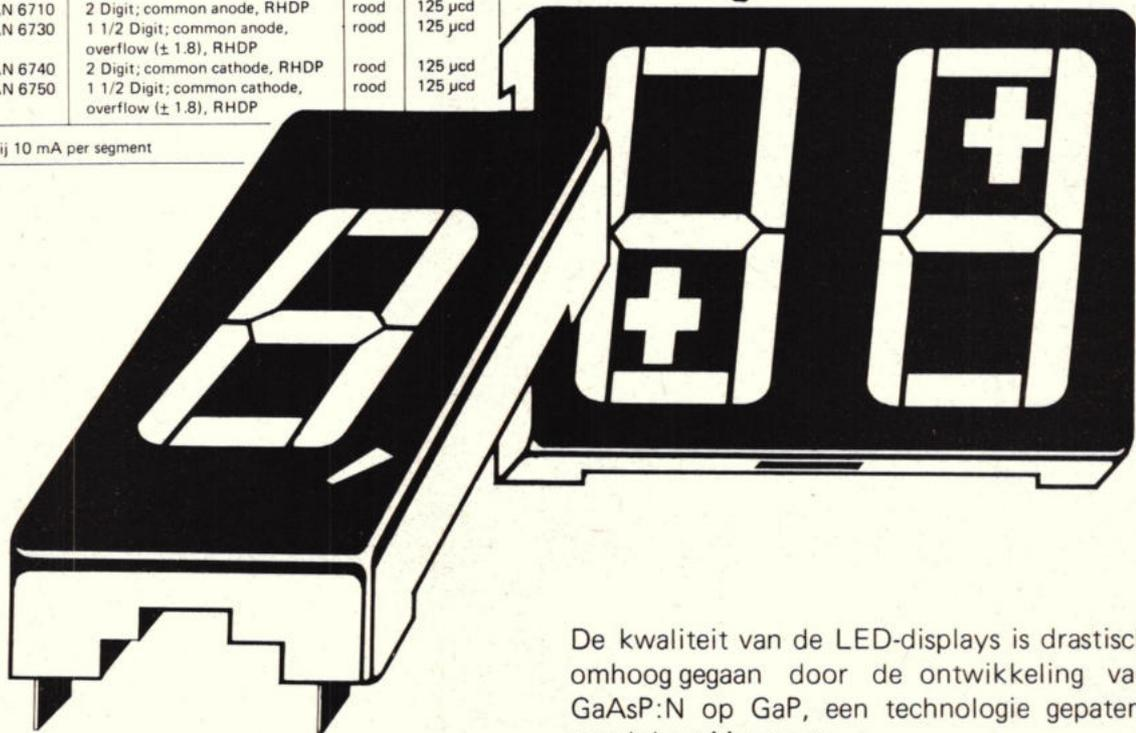 N 6710 2 Digit; common anode, RHDP rood 125 µcd
N 6730 1 1/2 Digit; common anode, rood 125 µcd
overflow (± 1.8), RHDP
N 6740 2 Digit; common cathode, RHDP rood 125 µcd
N 6750 1 1/2 Digit; common cathode, rood 125 µcd
overflow (± 1.8), RHDP
ij 10 mA per segment
De kwaliteit van de LED-displays is drastisc
omhoog gegaan door de ontwikkeling va
GaAsP:N op GaP, een technologie gepaten